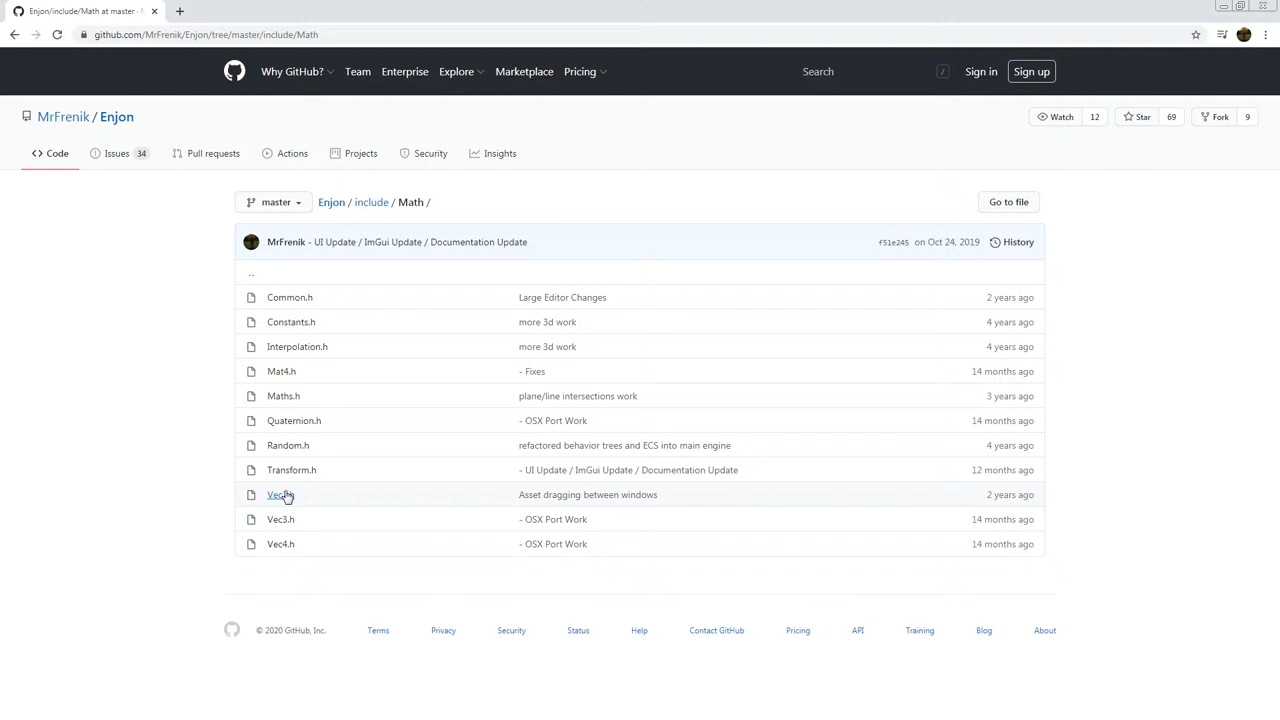 Enjon/include/Math at master ·
github.com/MrFrenik/Enjon/tree/master/include/Math
Why GitHub? Team Enterprise Explore Marketplace Pricing Search / Sign in Sign up
MrFrenik / Enjon Watch 12 Star 69 Fork 9
Code Issues 34 Pull requests Actions Projects Security Insights
master Enjon / include / Math / Go to file
MrFrenik - UI Update / ImGui Update / Documentation Update f51e245 on Oct 24, 2019 History
..
Common.h Large Editor Changes 2 years ago
Constants.h more 3d work 4 years ago
Interpolation.h more 3d work 4 years ago
Mat4.h - Fixes 14 months ago
Maths.h plane/line intersections work 3 years ago
Quaternion.h - OSX Port Work 14 months ago
Random.h refactored behavior trees and ECS into main engine 4 years ago
Transform.h - UI Update / ImGui Update / Documentation Update 12 months ago
Asset dragging between windows 2 years ago
Vec3.h - OSX Port Work 14 months ago
Vec4.h - OSX Port Work 14 months ago
© 2020 GitHub, Inc. Terms Privacy Security Status Help Contact GitHub Pricing API Training Blog About